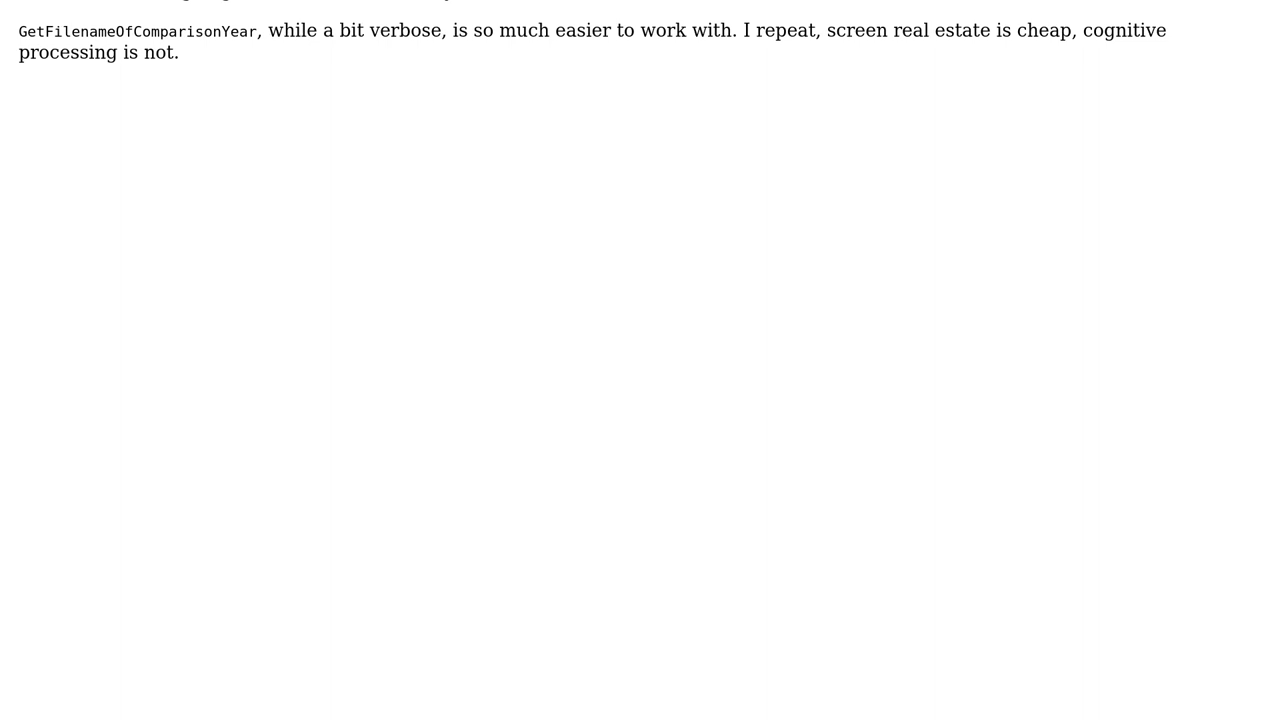 GetFilenameOfComparisonYear, while a bit verbose, is so much easier to work with. I repeat, screen real estate is cheap, cognitive
processing is not.